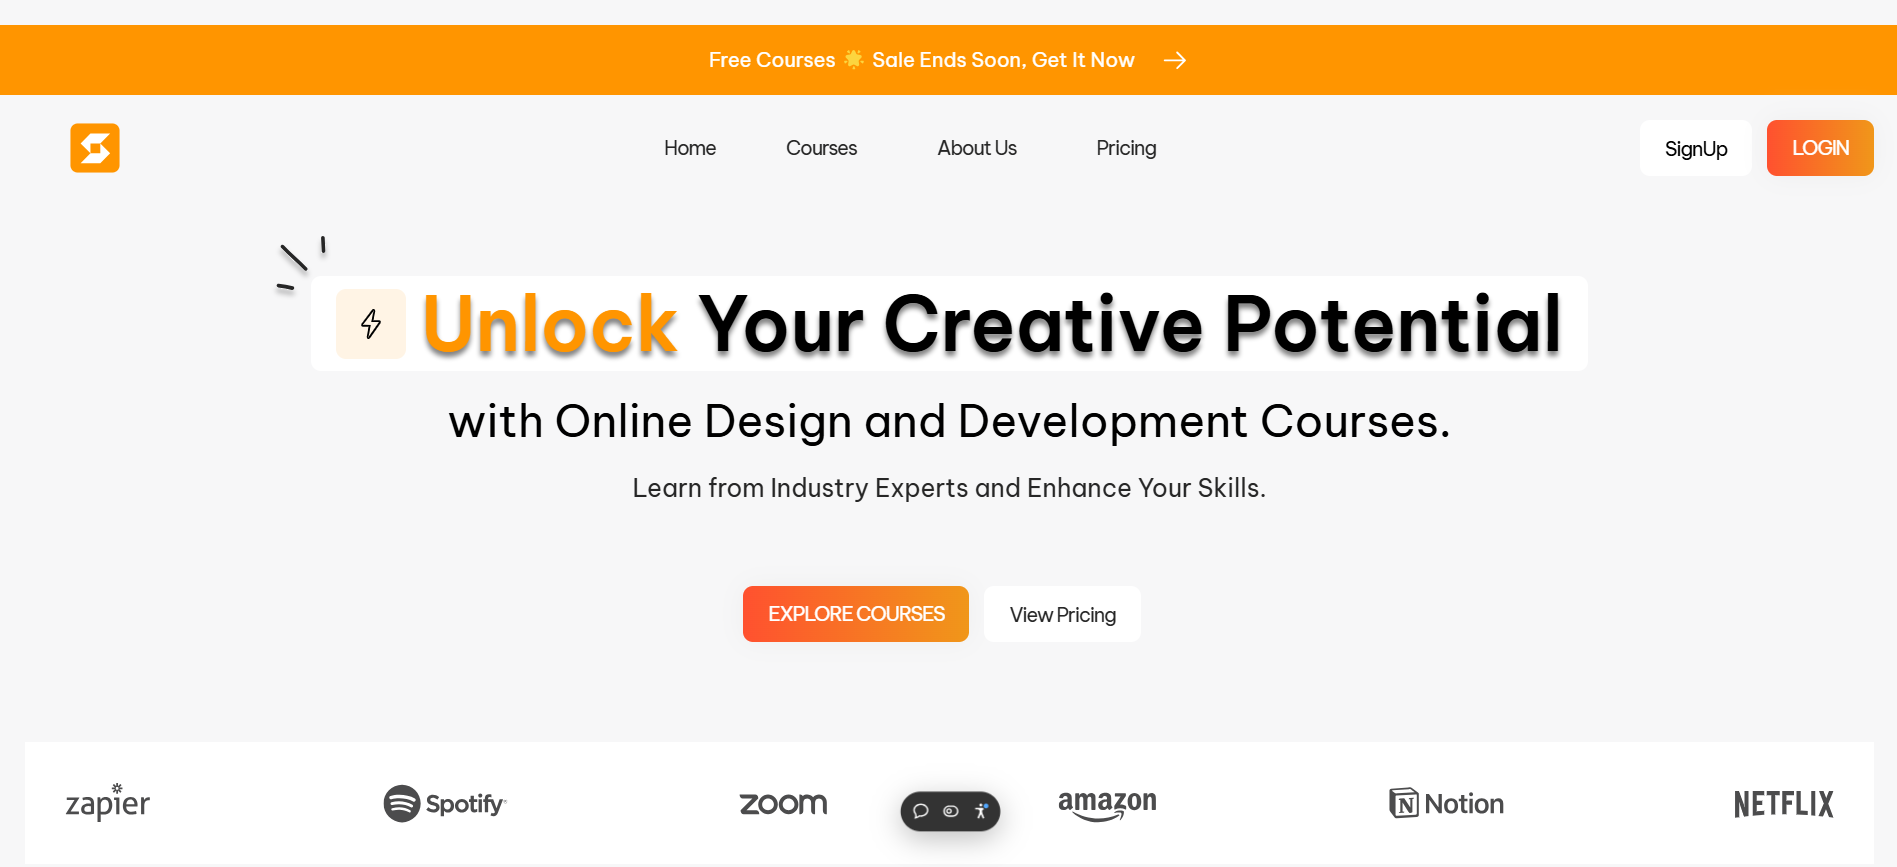 Free Courses 🌟 Sale Ends Soon, Get It Now
Home Courses About Us Pricing SignUp LOGIN
Unlock Your Creative Potential
with Online Design and Development Courses.
Learn from Industry Experts and Enhance Your Skills.
EXPLORE COURSES View Pricing
zapier Spotify zoom amazon Notion NETFLIX